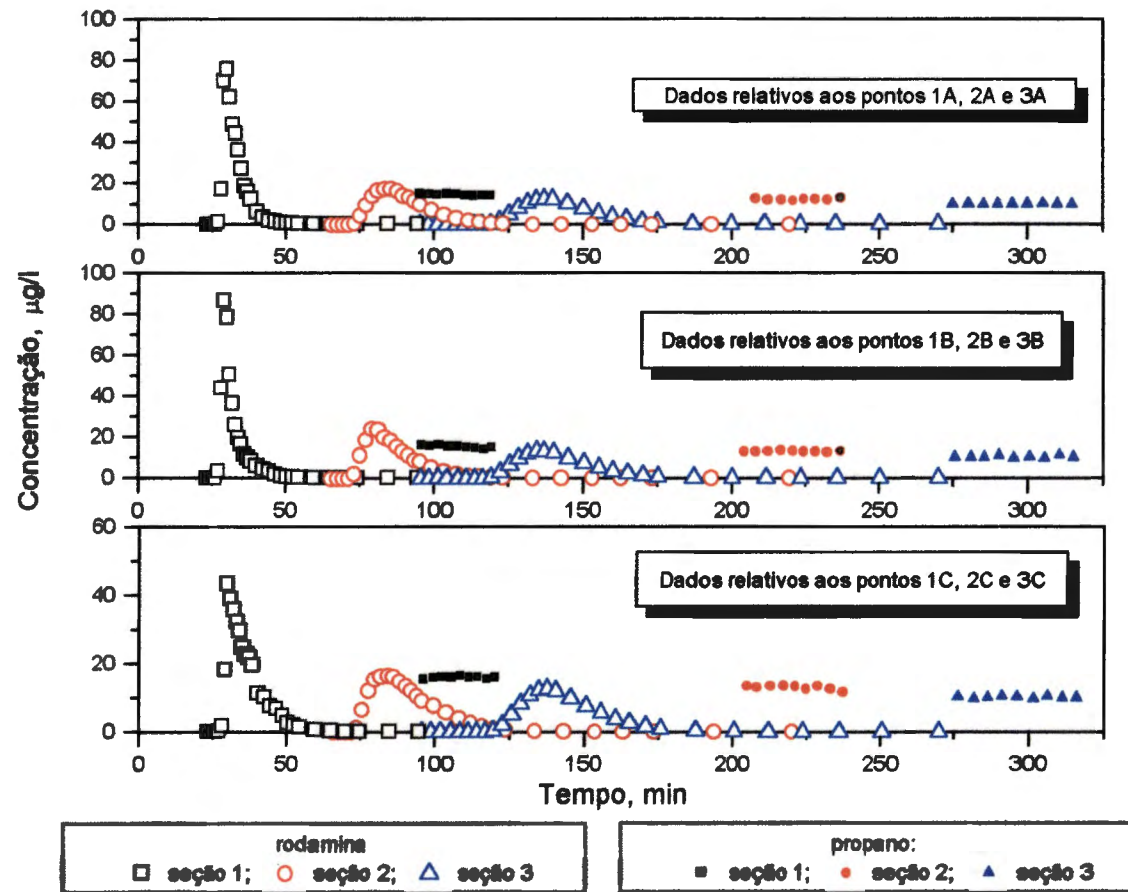 Concentração, µg/l
100
80
60
40
20
0
0 50 100 150 200 250 300
Dados relativos aos pontos 1A, 2A e 3A
100
80
60
40
20
0
0 50 100 150 200 250 300
Dados relativos aos pontos 1B, 2B e 3B
60
40
20
0
0 50 100 150 200 250 300
Dados relativos aos pontos 1C, 2C e 3C
Tempo, min
rodamina
seção 1; seção 2; seção 3
propano:
seção 1; seção 2; seção 3